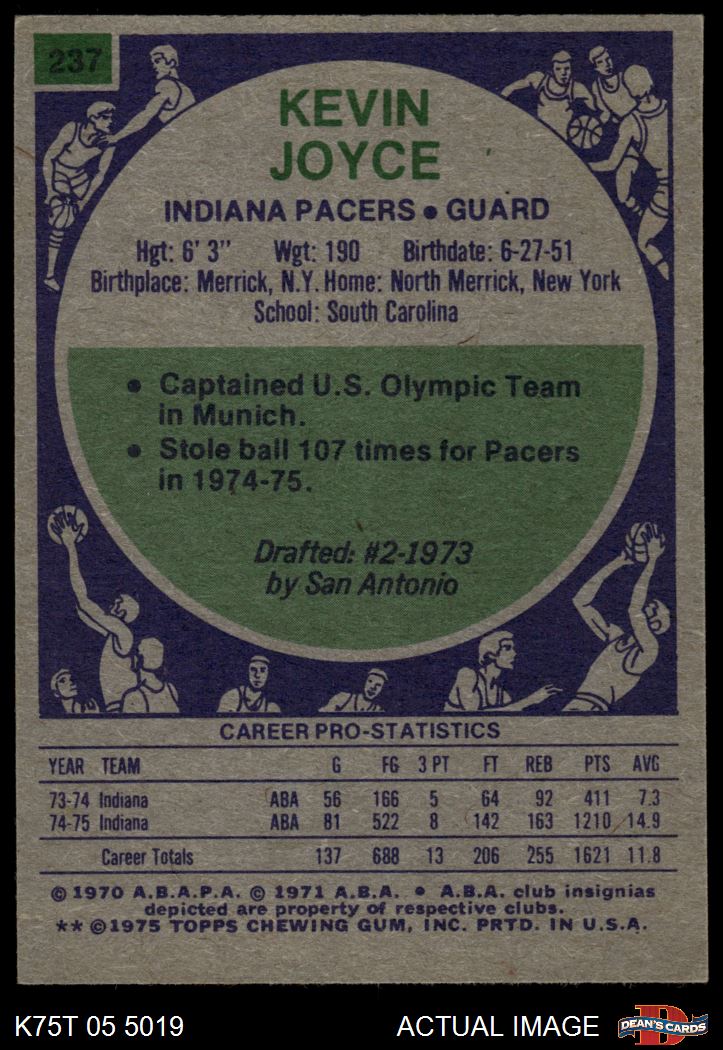 237
KEVIN
JOYCE
INDIANA PACERS • GUARD
Hgt: 6' 3" Wgt: 190 Birthdate: 6-27-51
Birthplace: Merrick, N.Y. Home: North Merrick, New York
School: South Carolina
• Captained U.S. Olympic Team
in Munich.
• Stole ball 107 times for Pacers
in 1974-75.
Drafted: #2-1973
by San Antonio
CAREER PRO-STATISTICS
YEAR TEAM G FG 3 PT FT REB PTS AVG
73-74 Indiana ABA 56 166 5 64 92 411 7.3
74-75 Indiana ABA 81 522 8 142 163 1210 14.9
Career Totals 137 688 13 206 255 1621 11.8
© 1970 A.B.A.P.A. © 1971 A.B.A. • A.B.A. club insignias
depicted are property of respective clubs.
** ©1975 TOPPS CHEWING GUM, INC. PRTD. IN U.S.A.
K75T 05 5019 ACTUAL IMAGE
D
DEAN'S CARDS